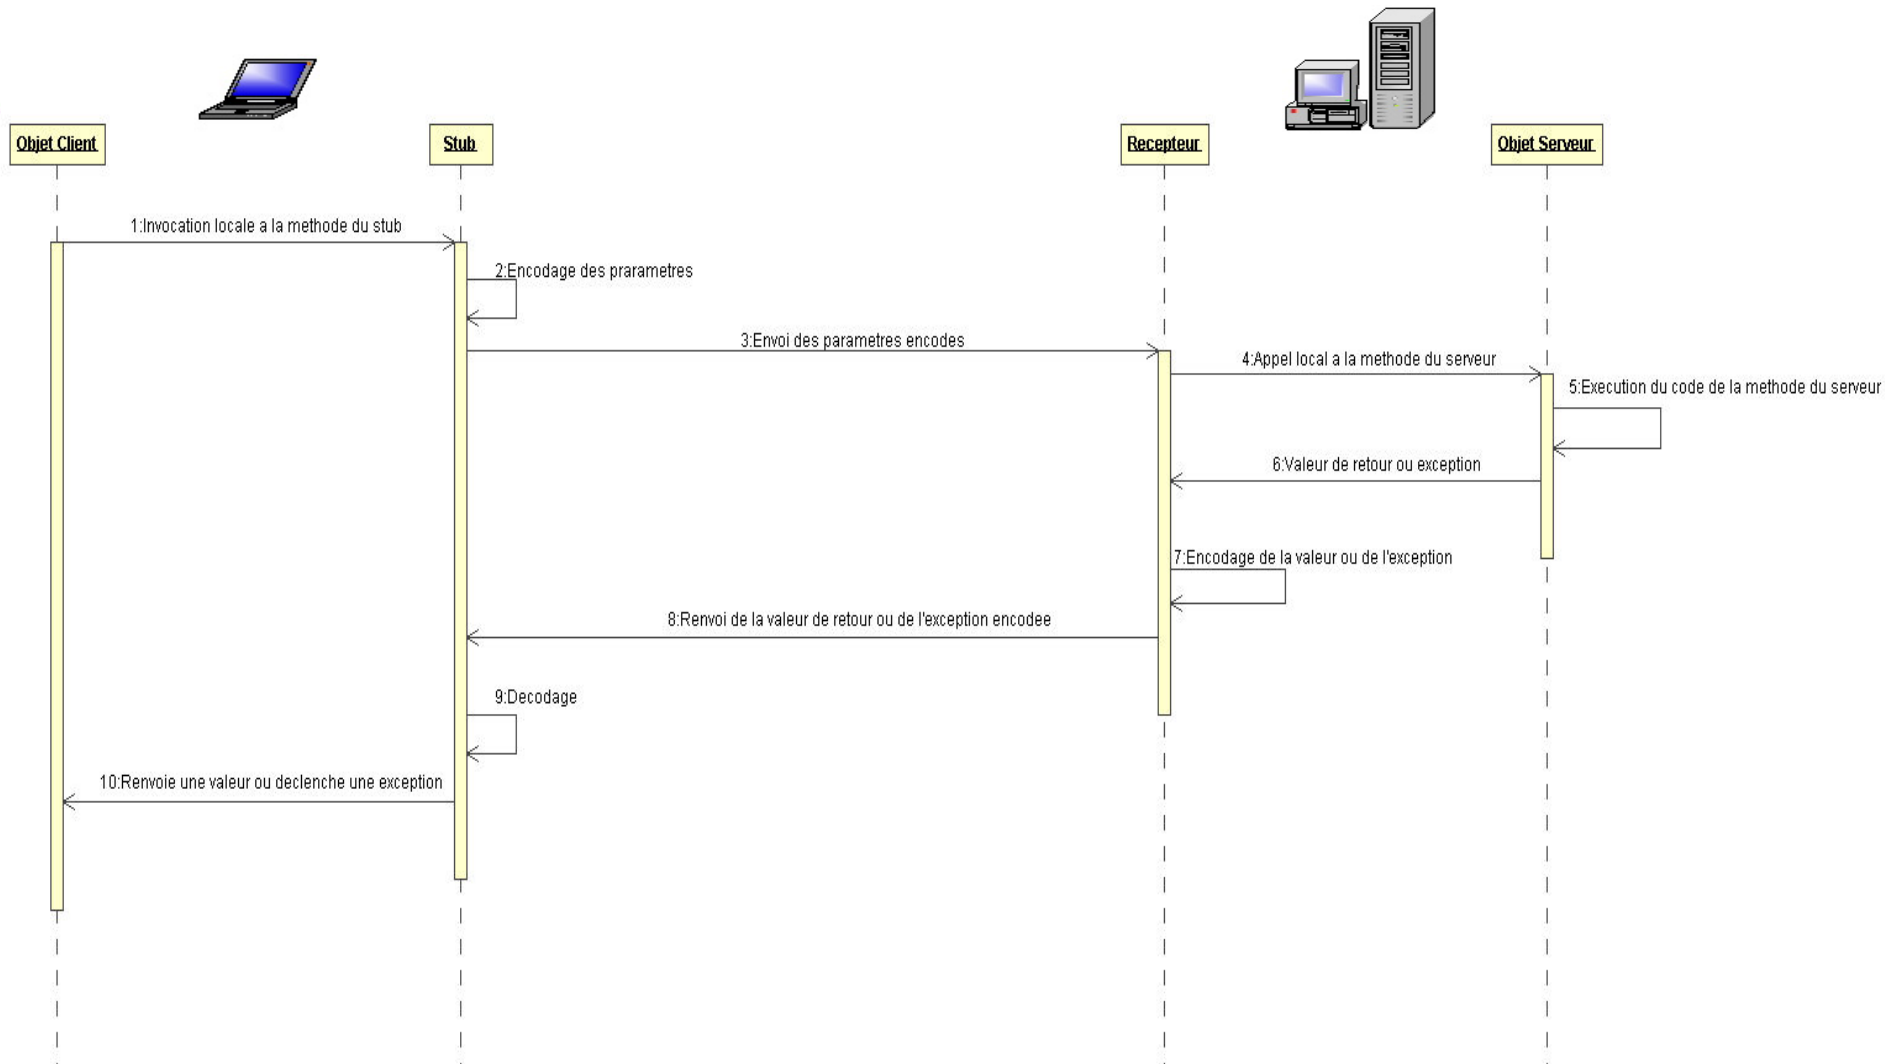 Objet Client
Stub
Recepteur
Objet Serveur
1:Invocation locale a la methode du stub
2:Encodage des prarametres
3:Envoi des parametres encodes
4:Appel local a la methode du serveur
5:Execution du code de la methode du serveur
6:Valeur de retour ou exception
7:Encodage de la valeur ou de l'exception
8:Renvoi de la valeur de retour ou de l'exception encodee
9:Decodage
10:Renvoie une valeur ou declenche une exception